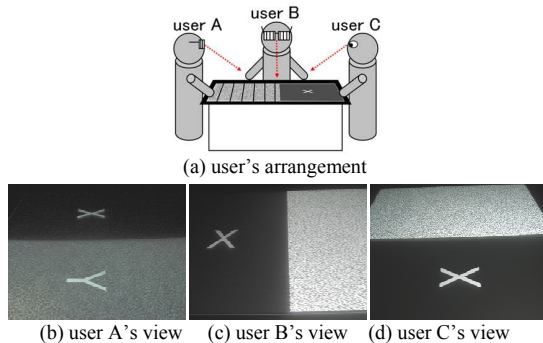 user B
user A user C
(a) user's arrangement
X
Y
X
X
(b) user A's view (c) user B's view (d) user C's view